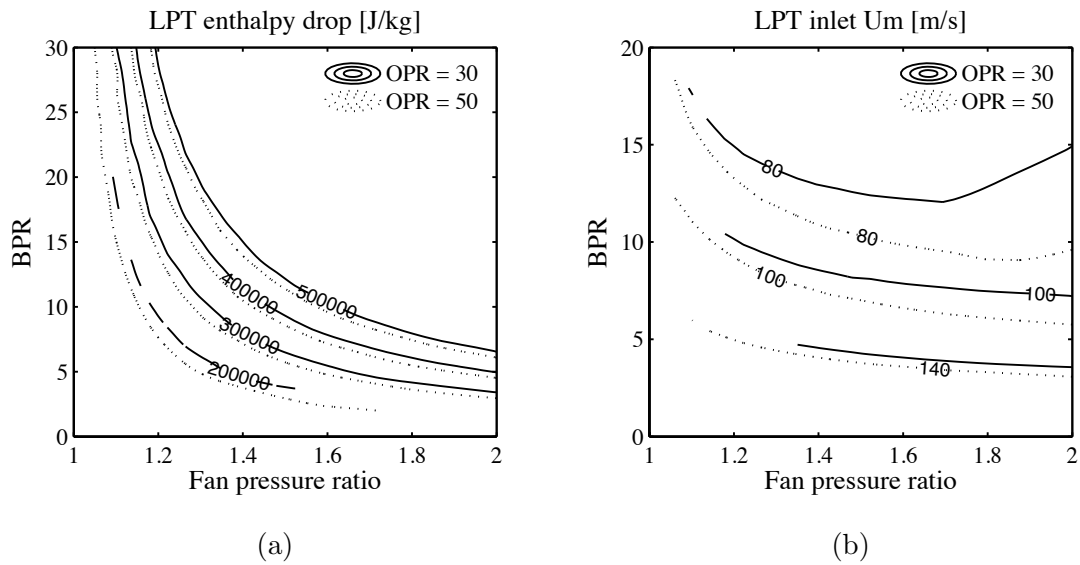 LPT enthalpy drop [J/kg]
30
25
20
15
10
5
0
BPR
OPR = 30
OPR = 50
500000
400000
300000
200000
1 1.2 1.4 1.6 1.8 2
Fan pressure ratio
(a)
LPT inlet Um [m/s]
20
15
10
5
0
BPR
OPR = 30
OPR = 50
80
80
100
100
140
1 1.2 1.4 1.6 1.8 2
Fan pressure ratio
(b)